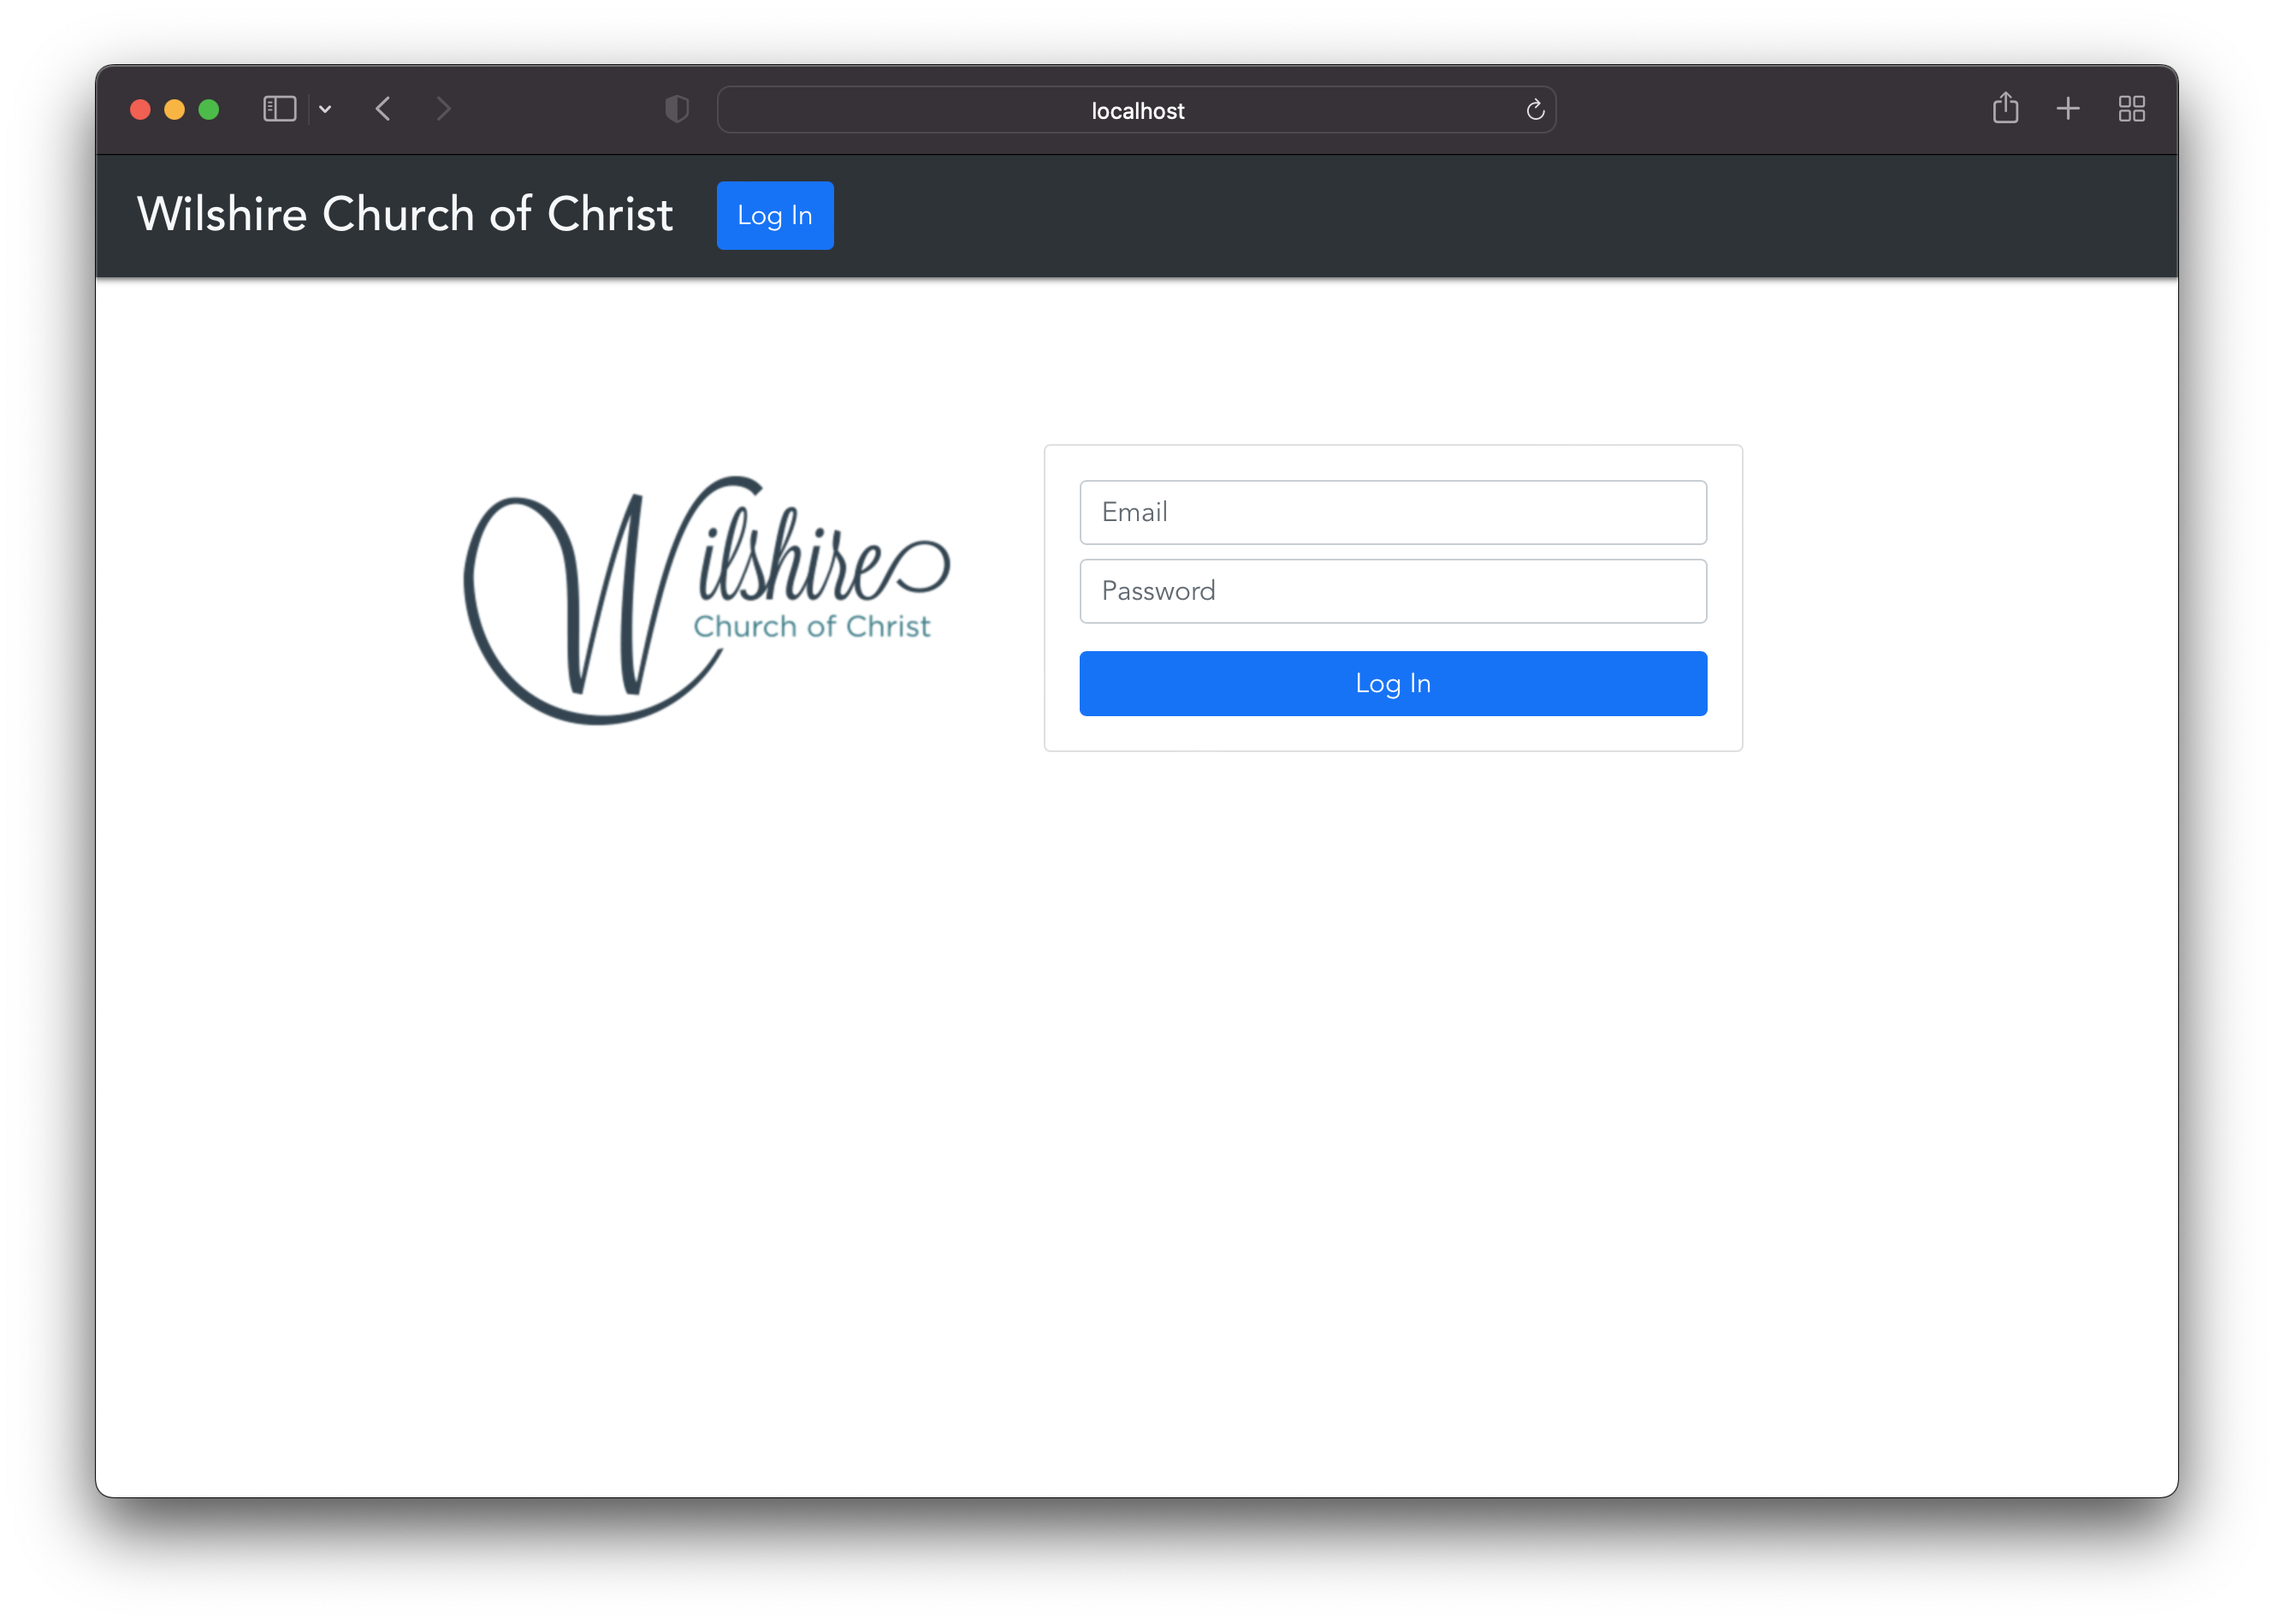 localhost
Wilshire Church of Christ Log In
Wilshire
Church of Christ
Email
Password
Log In